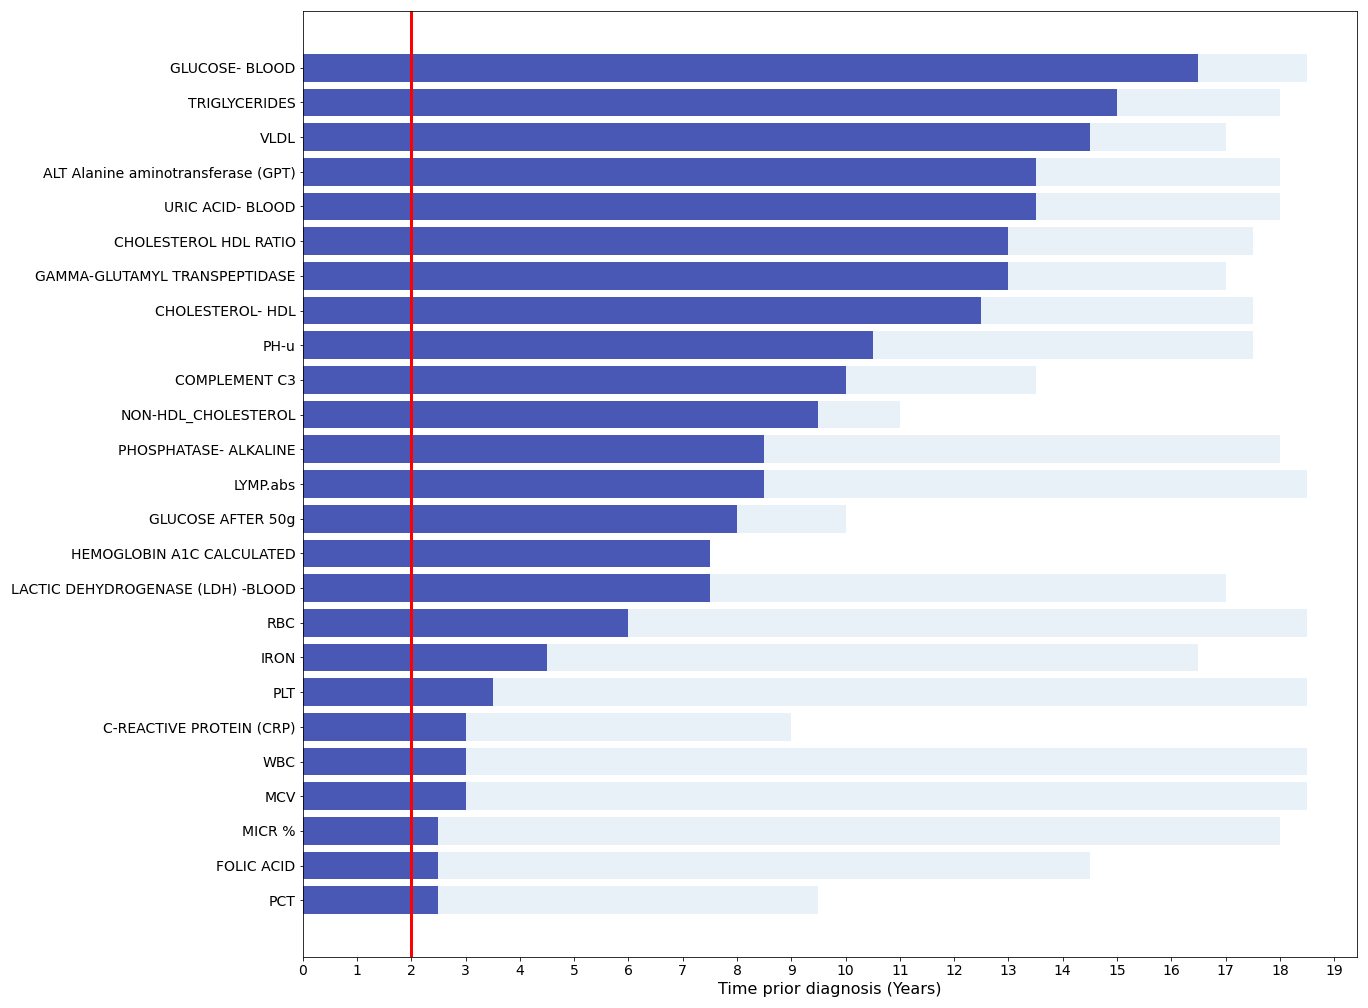 GLUCOSE- BLOOD
TRIGLYCERIDES
VLDL
ALT Alanine aminotransferase (GPT)
URIC ACID- BLOOD
CHOLESTEROL HDL RATIO
GAMMA-GLUTAMYL TRANSPEPTIDASE
CHOLESTEROL- HDL
PH-u
COMPLEMENT C3
NON-HDL_CHOLESTEROL
PHOSPHATASE- ALKALINE
LYMP.abs
GLUCOSE AFTER 50g
HEMOGLOBIN A1C CALCULATED
LACTIC DEHYDROGENASE (LDH) -BLOOD
RBC
IRON
PLT
C-REACTIVE PROTEIN (CRP)
WBC
MCV
MICR %
FOLIC ACID
PCT
0 1 2 3 4 5 6 7 8 9 10 11 12 13 14 15 16 17 18 19
Time prior diagnosis (Years)